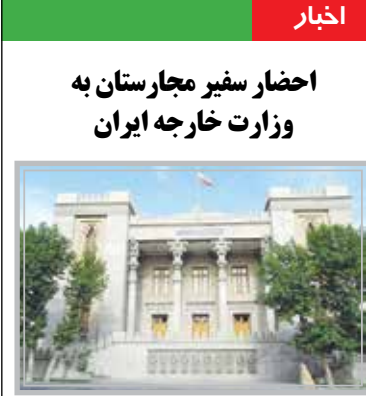 اخبار
احضار سفیر مجارستان به
وزارت خارجه ایران